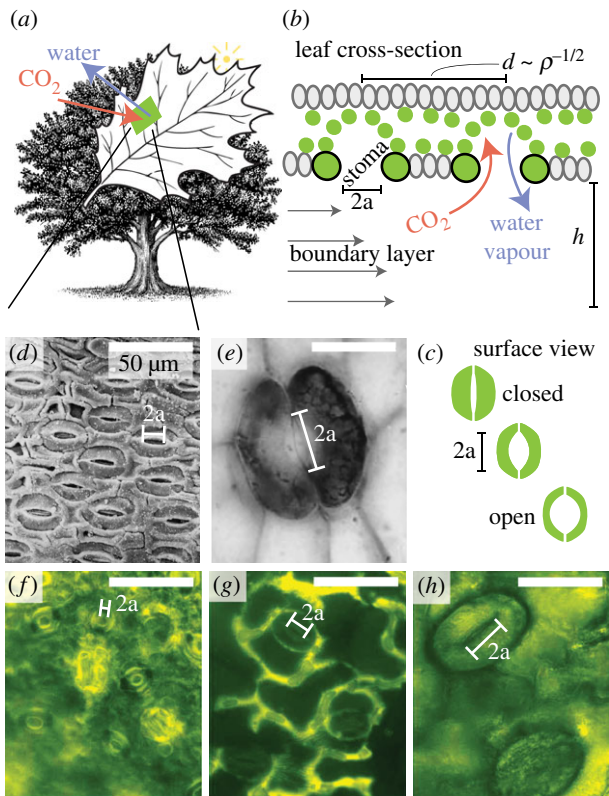 (a)
water
CO2
(b)
leaf cross-section
d ~ ρ−1/2
stoma
2a
CO2
water
vapour
boundary layer
h
(d)
50 µm
2a
(e)
2a
(c)
surface view
closed
2a
open
(f)
2a
(g)
2a
(h)
2a